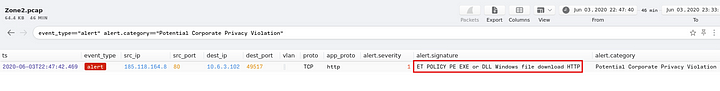 Zone2.pcap
64.4 KB 46 min
Packets Export Columns View
Jun 03, 2020 22:47:40 46 min Jun 03, 2020 23:33:
From To
event_type=="alert" alert.category=="Potential Corporate Privacy Violation"
ts event_type src_ip src_port dest_ip dest_port vlan proto app_proto alert.severity alert.signature alert.category
2020-06-03T22:47:42.469 alert 185.118.164.8 80 10.6.3.102 49517 TCP http 1 ET POLICY PE EXE or DLL Windows file download HTTP Potential Corporate Privacy Violation